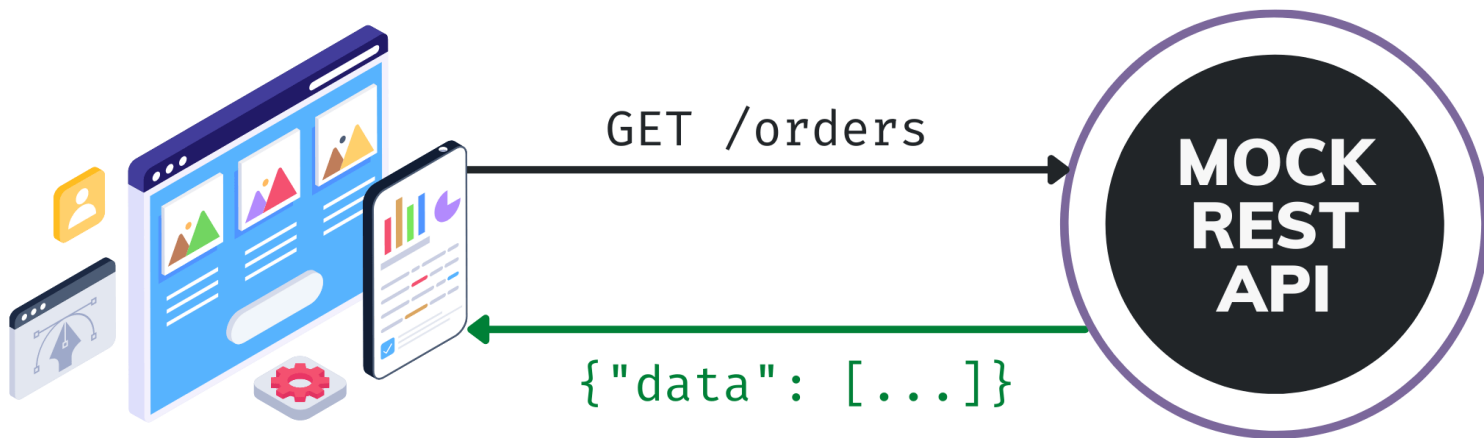 GET /orders
MOCK
REST
API
{"data": [...]}